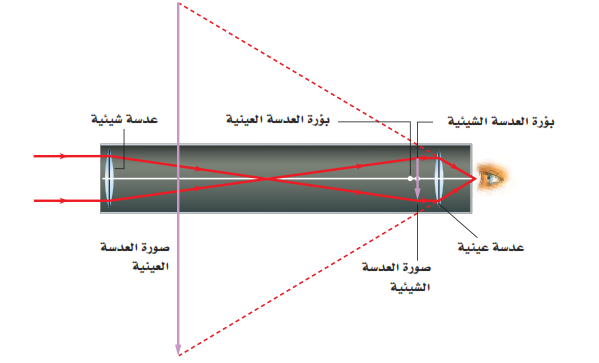 عدسة شيئية
بؤرة العدسة العينية
بؤرة العدسة الشيئية
صورة العدسة
العينية
صورة العدسة
الشيئية
عدسة عينية